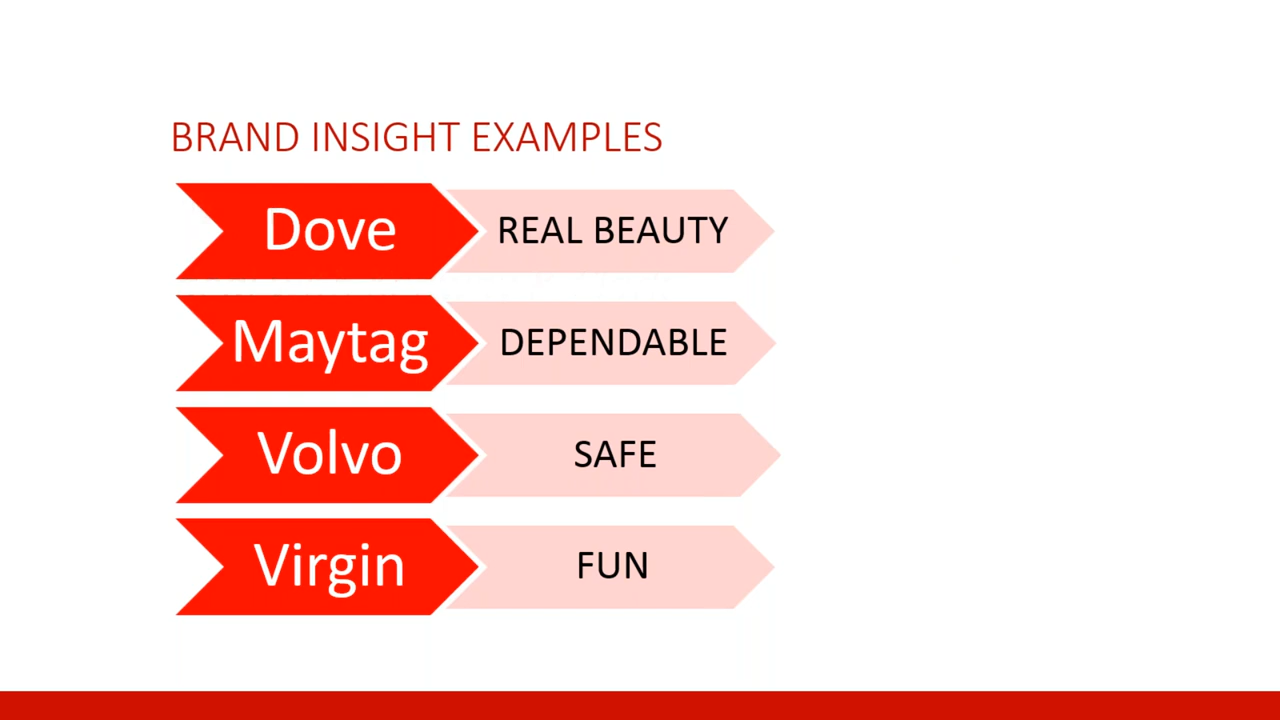 BRAND INSIGHT EXAMPLES
Dove
REAL BEAUTY
Maytag
DEPENDABLE
Volvo
SAFE
Virgin
FUN